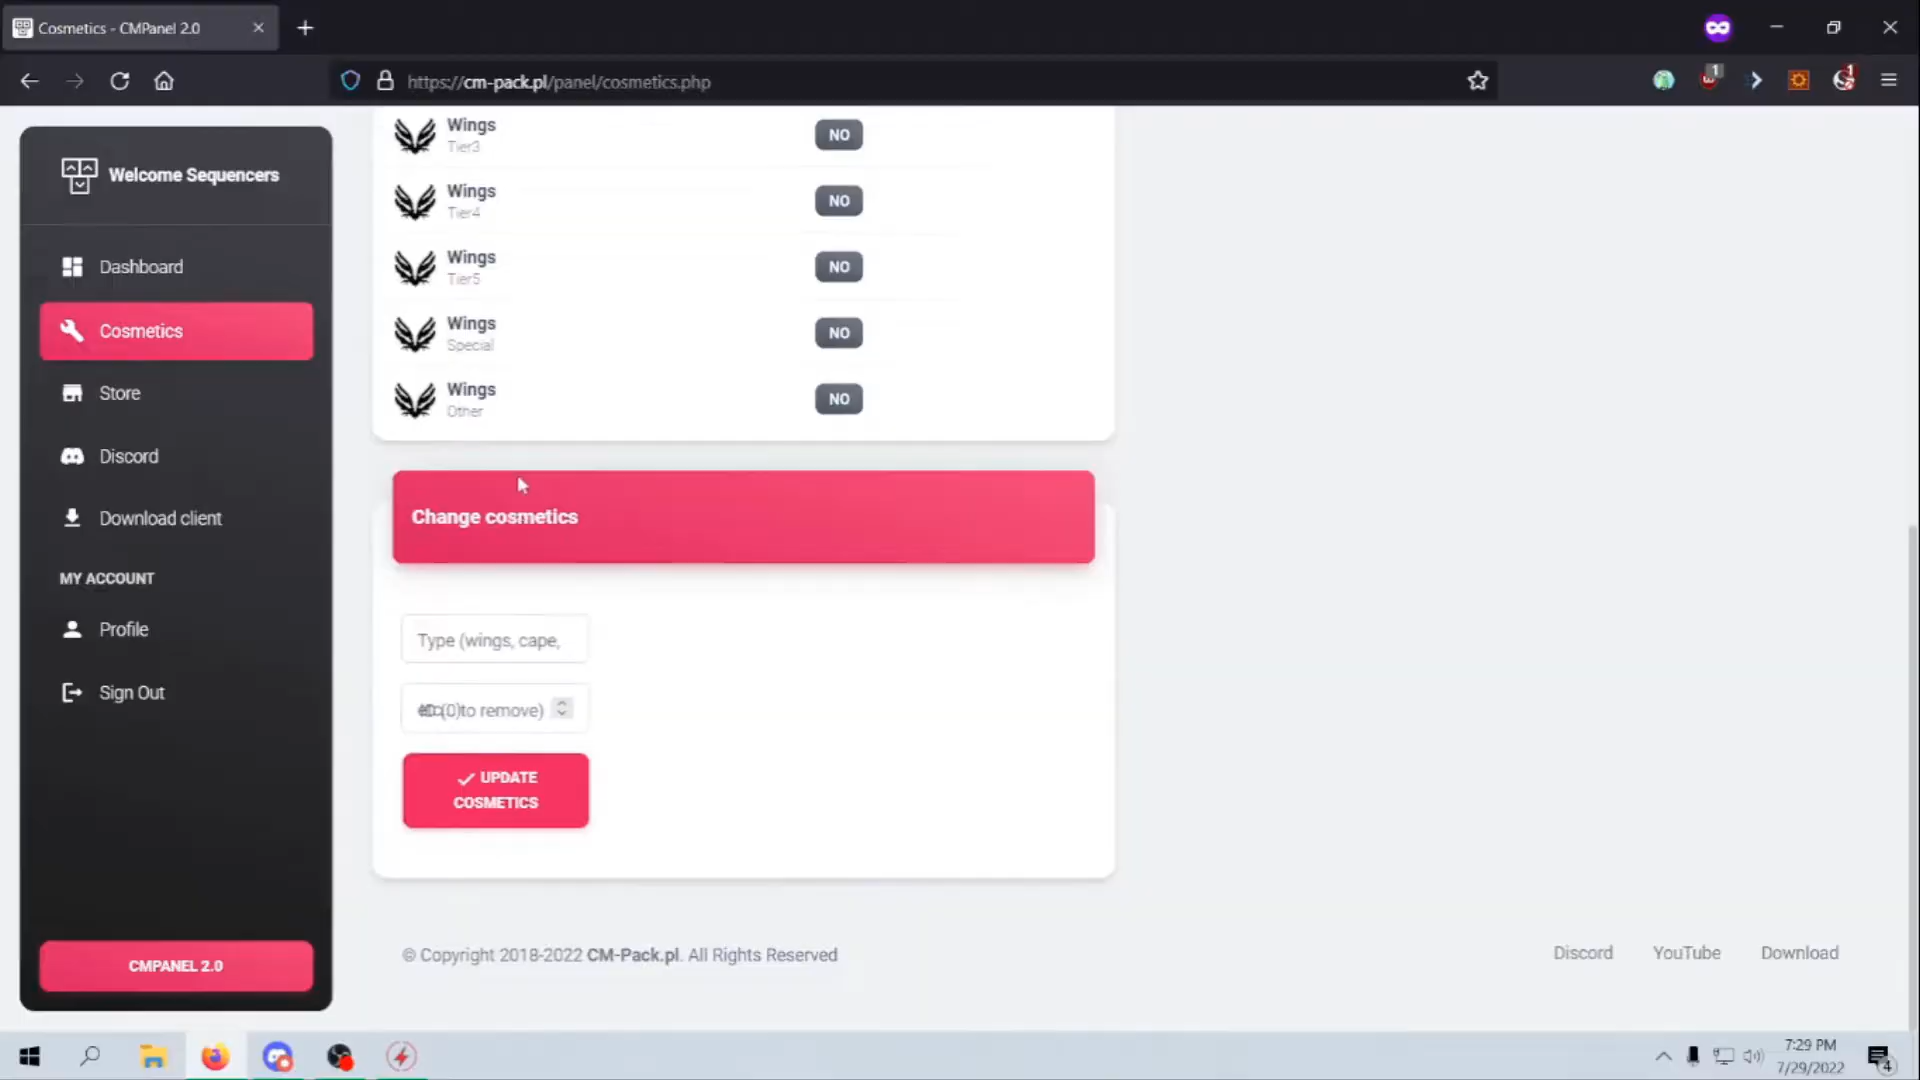 Cosmetics - CMPanel 2.0
https://cm-pack.pl/panel/cosmetics.php
1
1
Welcome Sequencers
Dashboard
Cosmetics
Store
Discord
Download client
MY ACCOUNT
Profile
Sign Out
CMPANEL 2.0
Wings
Tier3
NO
Wings
Tier4
NO
Wings
Tier5
NO
Wings
Special
NO
Wings
Other
NO
Change cosmetics
Type (wings, cape,
(0) to remove)
UPDATE
COSMETICS
© Copyright 2018-2022 CM-Pack.pl. All Rights Reserved
Discord YouTube Download
7:29 PM
7/29/2022
4